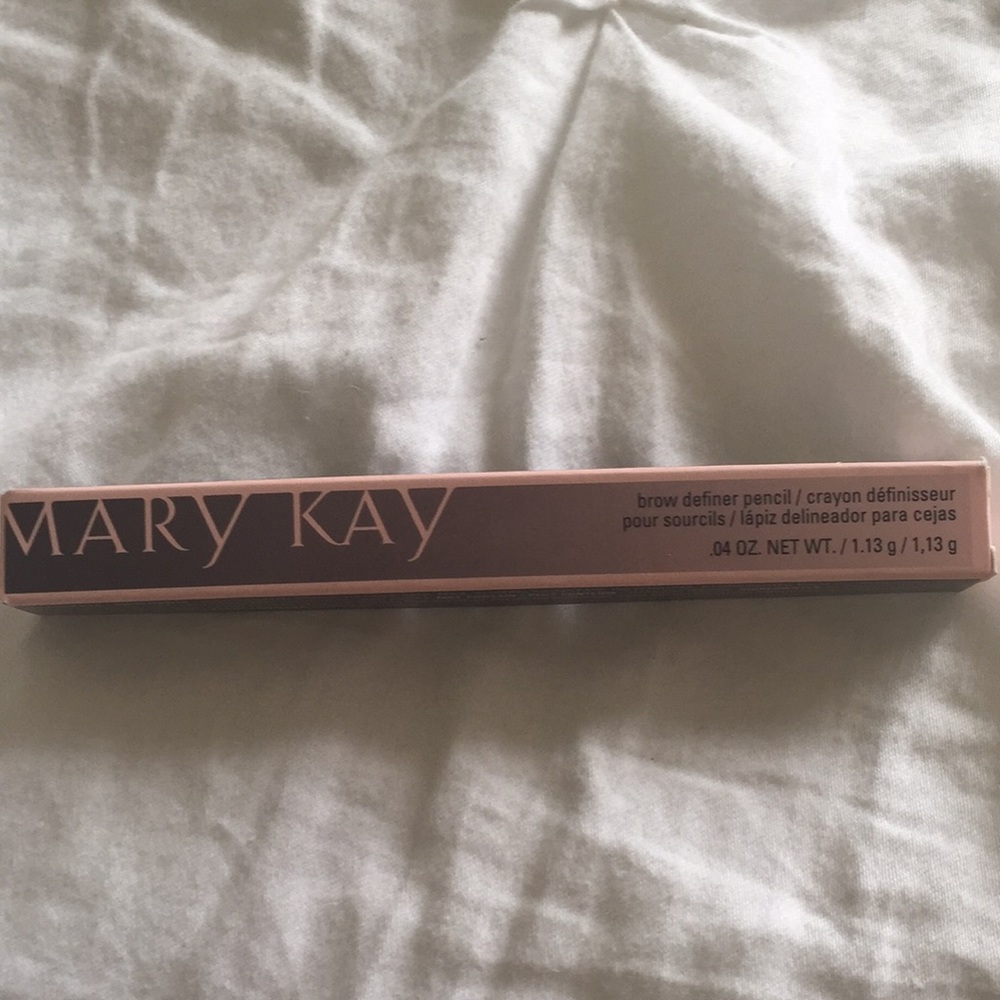 MARY KAY
brow definer pencil / crayon définisseur
pour sourcils / lápiz delineador para cejas
.04 OZ. NET WT. / 1.13 g / 1,13 g